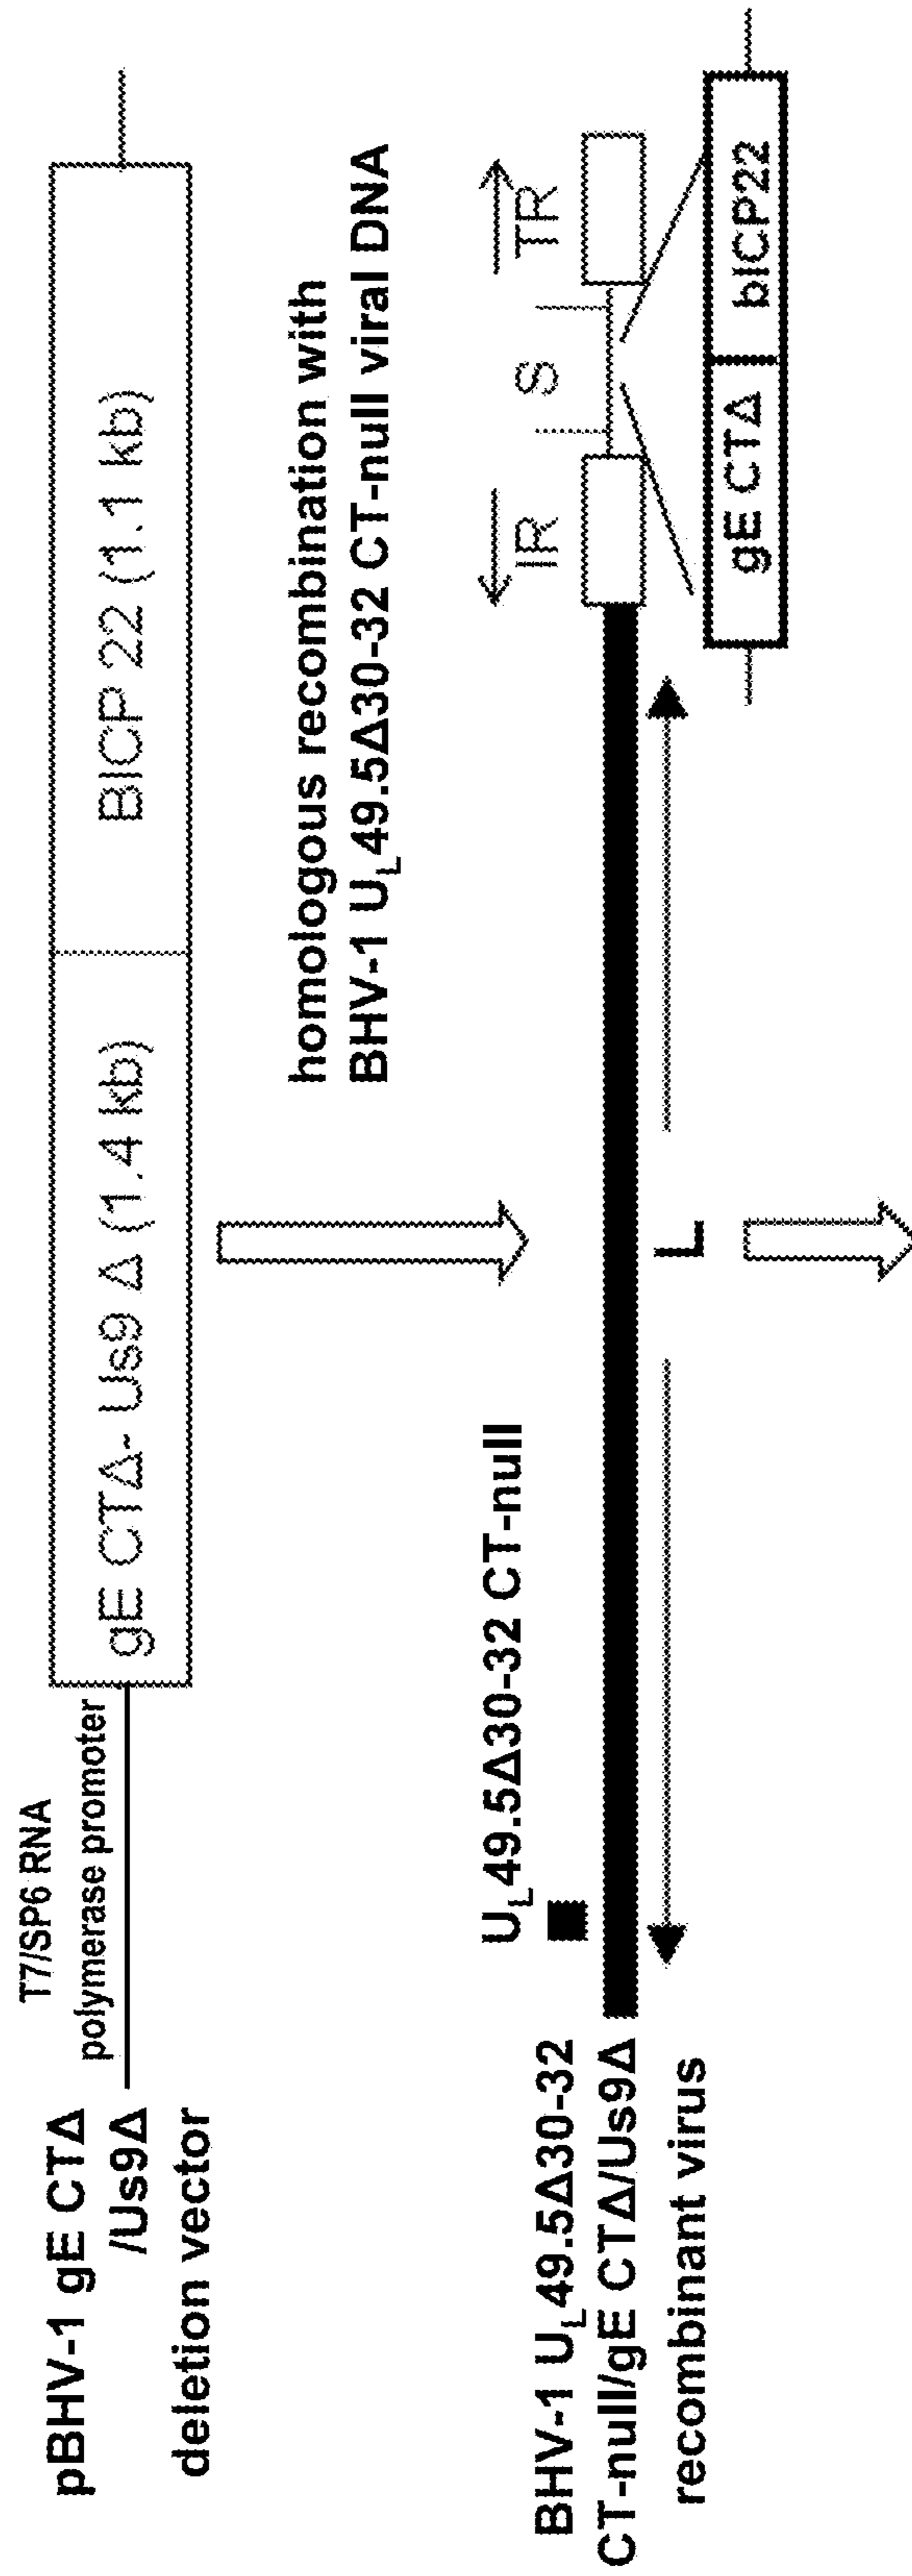 pBHV-1 gE CTΔ
/Us9Δ
deletion vector
T7/SP6 RNA
polymerase promoter
gE CTΔ- Us9 Δ (1.4 kb)
BICP 22 (1.1 kb)
homologous recombination with
BHV-1 UL49.5Δ30-32 CT-null viral DNA
UL49.5Δ30-32 CT-null
IR
S
TR
BHV-1 UL49.5Δ30-32
CT-null/gE CTΔ/Us9Δ
recombinant virus
L
gE CTΔ
bICP22